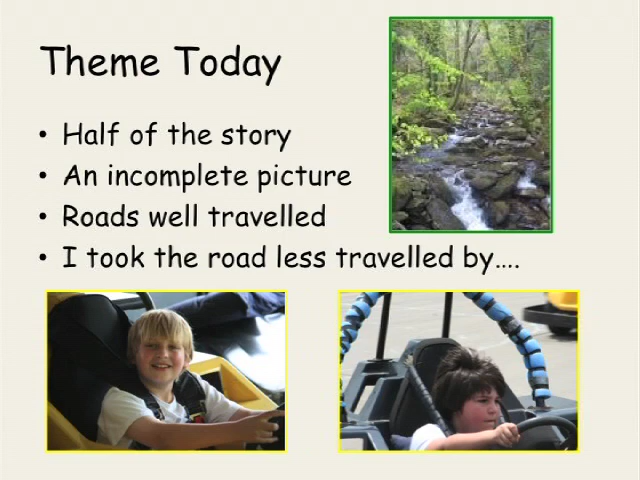 Theme Today
• Half of the story
• An incomplete picture
• Roads well travelled
• I took the road less travelled by....